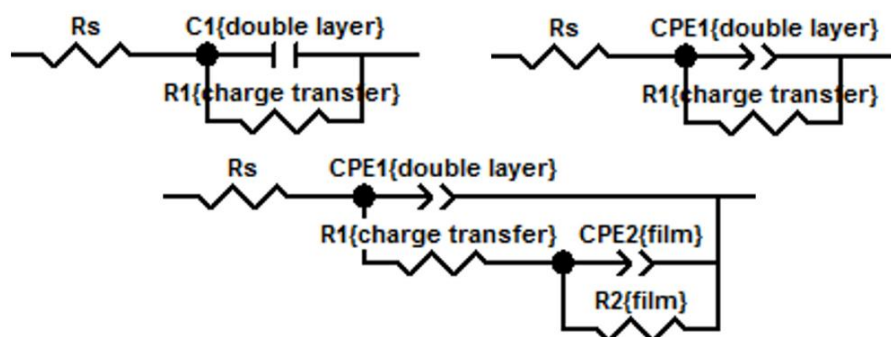 Rs C1{double layer}
R1{charge transfer}
Rs CPE1{double layer}
R1{charge transfer}
Rs CPE1{double layer}
R1{charge transfer} CPE2{film}
R2{film}